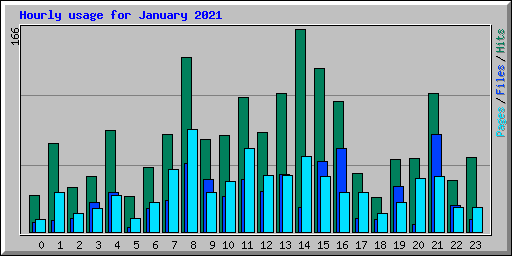 Hourly usage for January 2021
166
Pages/Files/Hits
0 1 2 3 4 5 6 7 8 9 10 11 12 13 14 15 16 17 18 19 20 21 22 23